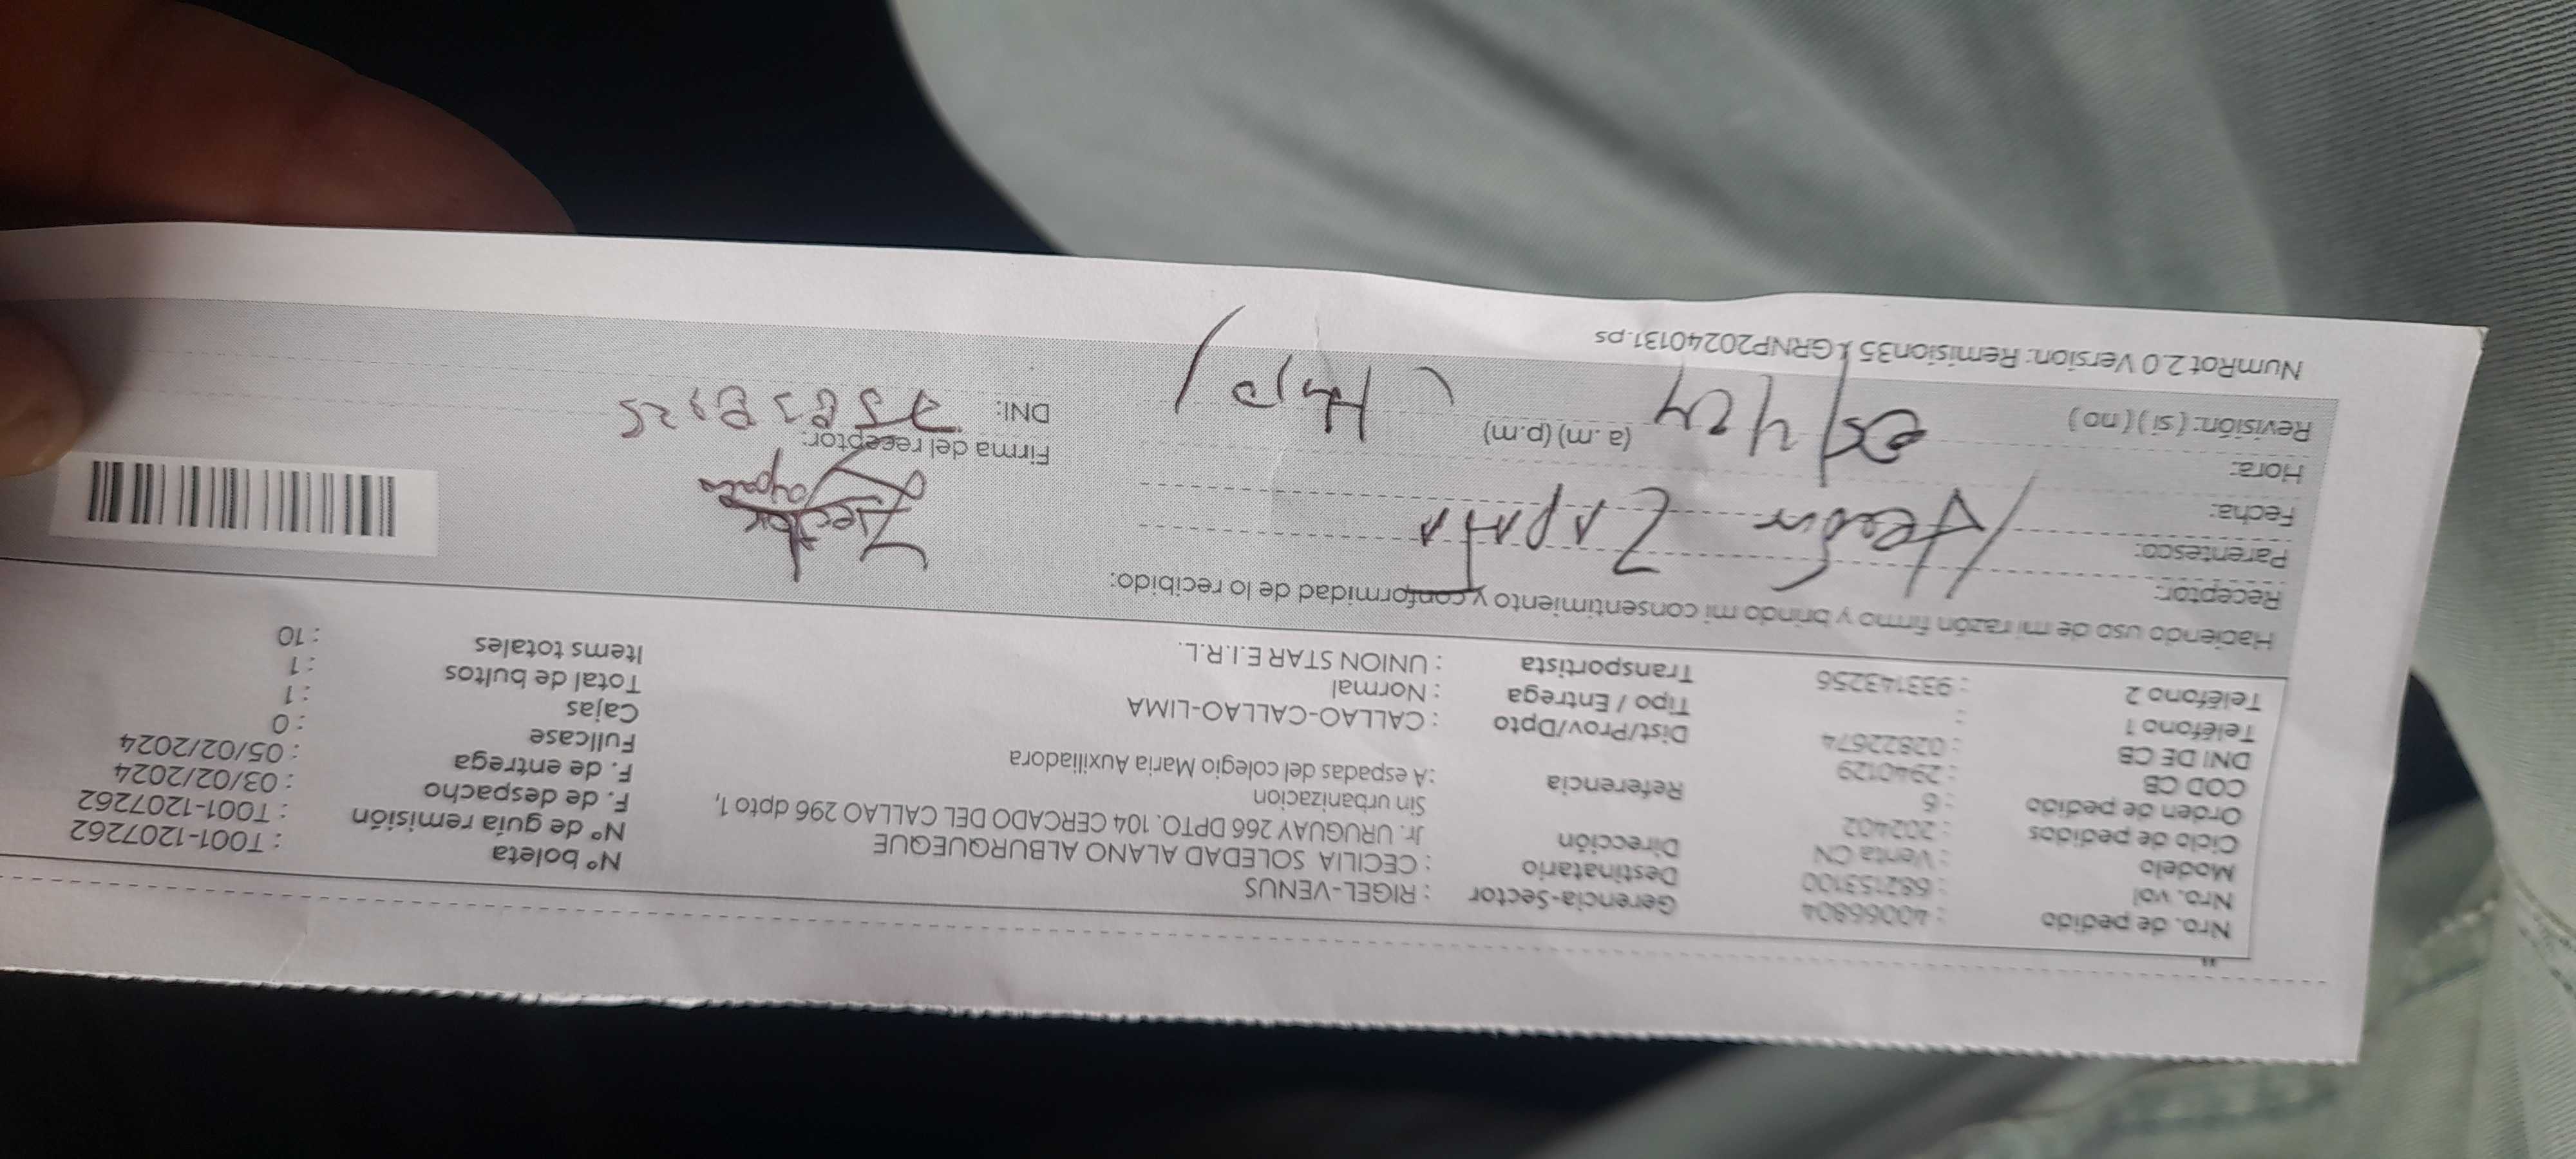 Nro. de pedido : 40066804 Gerencia-Sector : RIGEL-VENUS Nº boleta : T001-1207262
Nro. vol : 682153100 Destinatario : CECILIA SOLEDAD ALANO ALBURQUEQUE Nº de guía remisión : T001-1207262
Modelo : Venta CN Dirección Jr. URUGUAY 266 DPTO. 104 CERCADO DEL CALLAO 296 dpto 1, F. de despacho : 03/02/2024
Ciclo de pedidos : 202402 Sin urbanizacion F. de entrega : 05/02/2024
Orden de pedido : 6 Referencia :A espadas del colegio Maria Auxiliadora Fullcase : 0
COD CB : 2940129 Dist/Prov/Dpto : CALLAO-CALLAO-LIMA Cajas : 1
DNI DE CB : 02822674 Tipo / Entrega : Normal Total de bultos : 1
Teléfono 1 : Transportista : UNION STAR E.I.R.L. Items totales : 10
Teléfono 2 : 933143256
Haciendo uso de mi razón firmo y brindo mi consentimiento y conformidad de lo recibido:
Receptor: Hector Zapata
Parentesco:
Fecha:
Hora: (a.m) (p.m) Firma del receptor:
Revisión: ( si ) ( no ) DNI:
NumRot 2.0 Version: Remisión35 / GRNP20240131.ps